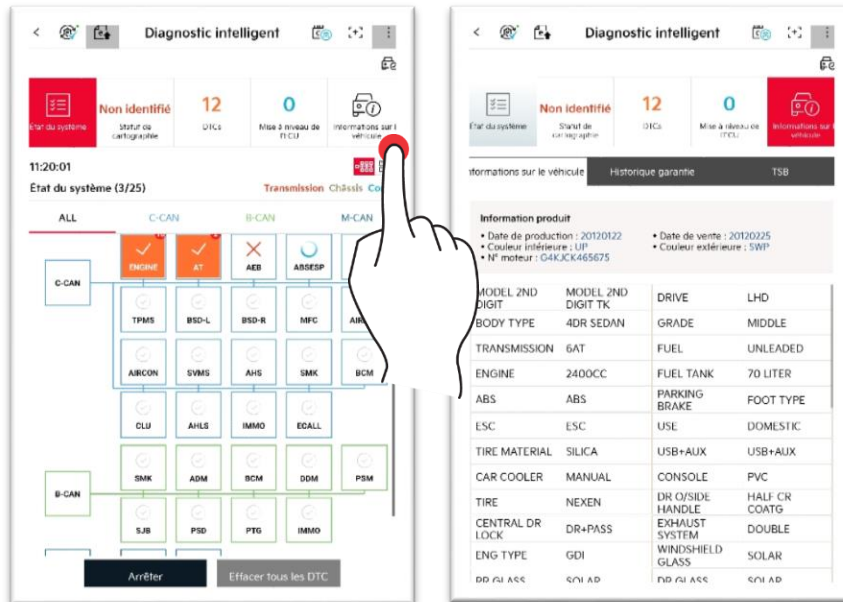 Diagnostic intelligent
État du système
Non identifié
Statut de
cartographie
12
DTCs
0
Mise à niveau de
l'ECU
Informations sur l
véhicule
11:20:01
État du système (3/25)
Transmission Châssis Co
ALL C-CAN B-CAN M-CAN
C-CAN
ENGINE AT AEB ABSESP
TPMS BSD-L BSD-R MFC AIR
AIRCON SVMS AHS SMK BCM
CLU AHLS IMMO ECALL
B-CAN
SMK ADM BCM DDM PSM
SJB PSD PTG IMMO
Arrêter Effacer tous les DTC
Diagnostic intelligent
État du système
Non identifié
Statut de
cartographie
12
DTCs
0
Mise à niveau de
l'ECU
Informations sur l
véhicule
nformations sur le véhicule Historique garantie TSB
Information produit
• Date de production : 20120122 • Date de vente : 20120225
• Couleur intérieure : UP • Couleur extérieure : SWP
• N° moteur : G4KJCK465675
MODEL 2ND DIGIT MODEL 2ND DIGIT TK DRIVE LHD
BODY TYPE 4DR SEDAN GRADE MIDDLE
TRANSMISSION 6AT FUEL UNLEADED
ENGINE 2400CC FUEL TANK 70 LITER
ABS ABS PARKING BRAKE FOOT TYPE
ESC ESC USE DOMESTIC
TIRE MATERIAL SILICA USB+AUX USB+AUX
CAR COOLER MANUAL CONSOLE PVC
TIRE NEXEN DR O/SIDE HANDLE HALF CR COATG
CENTRAL DR LOCK DR+PASS EXHAUST SYSTEM DOUBLE
ENG TYPE GDI WINDSHIELD GLASS SOLAR
RR GLASS SOLAR DR GLASS SOLAR